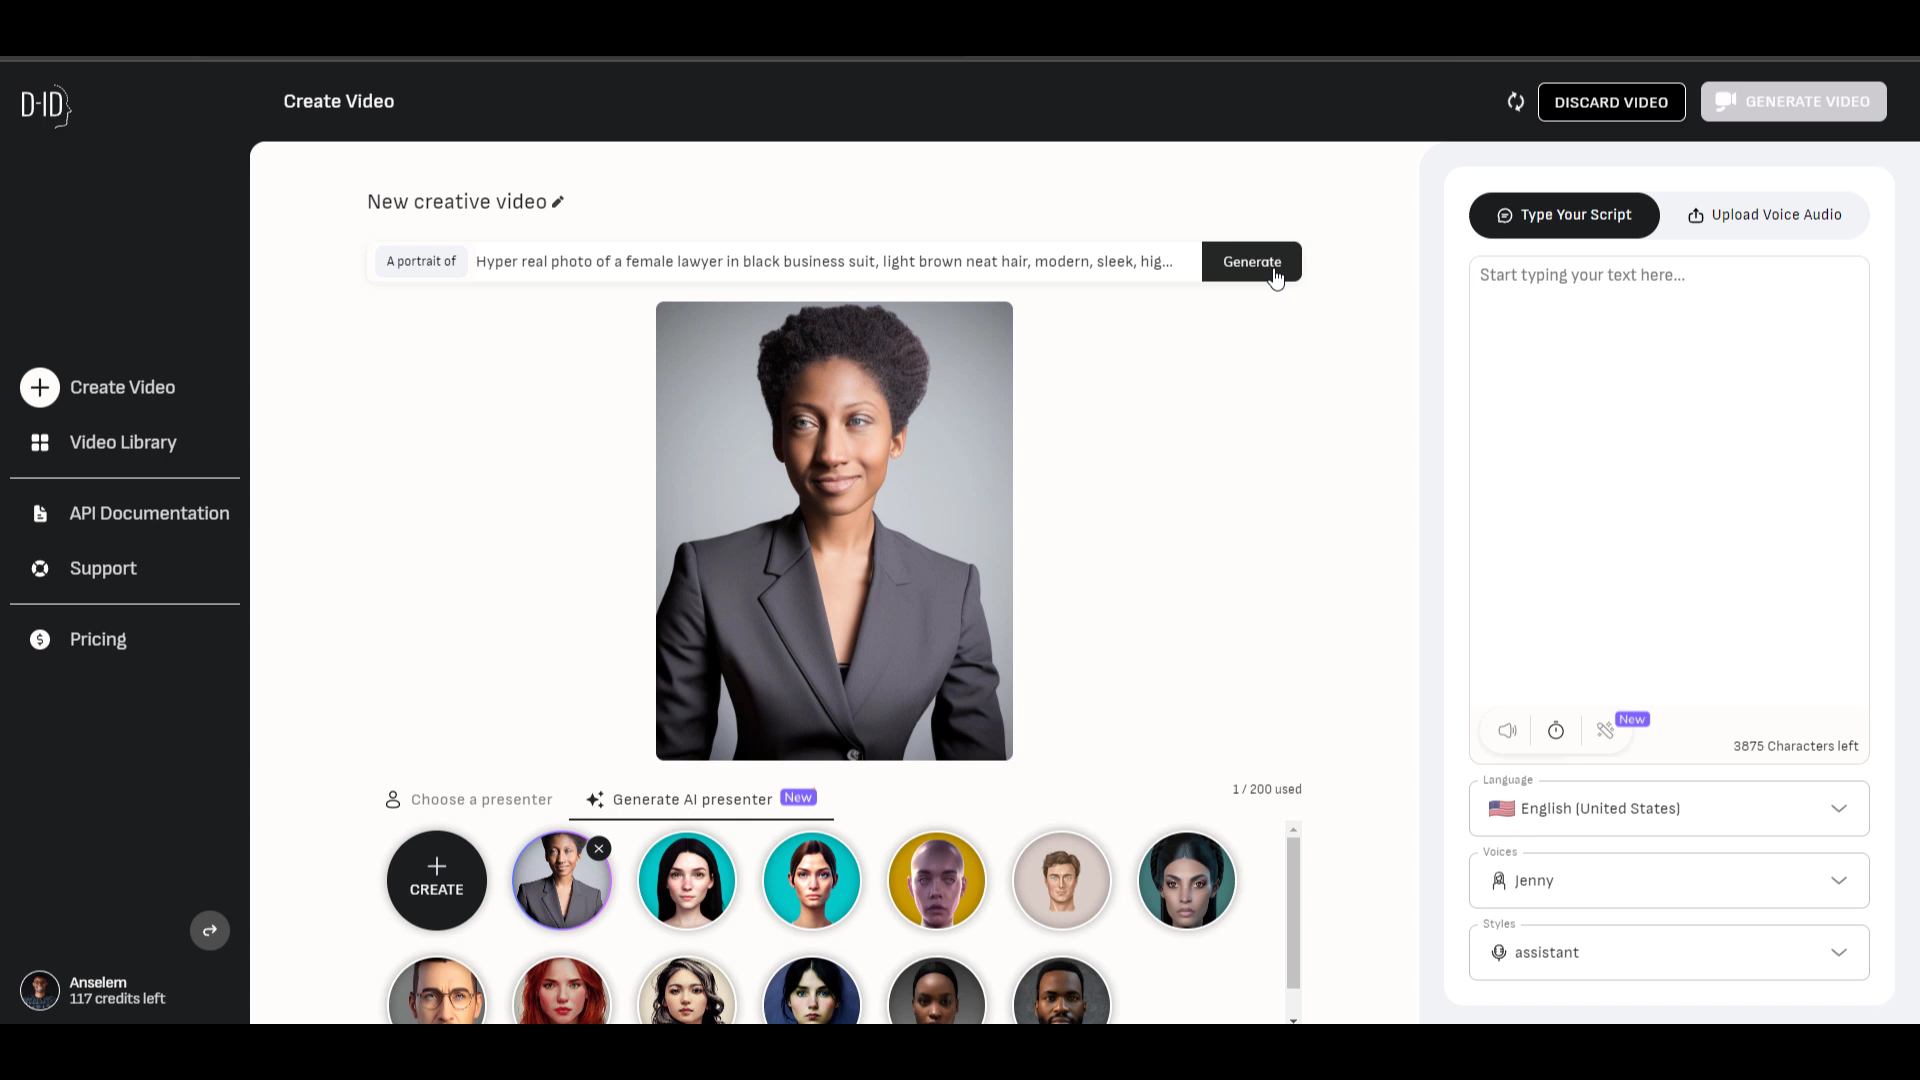 D-ID
Create Video
DISCARD VIDEO
GENERATE VIDEO
Create Video
Video Library
API Documentation
Support
Pricing
Anselem
117 credits left
New creative video
A portrait of
Hyper real photo of a female lawyer in black business suit, light brown neat hair, modern, sleek, hig...
Generate
Choose a presenter
Generate AI presenter
New
1 / 200 used
CREATE
Type Your Script
Upload Voice Audio
Start typing your text here...
New
3875 Characters left
Language
English (United States)
Voices
Jenny
Styles
assistant